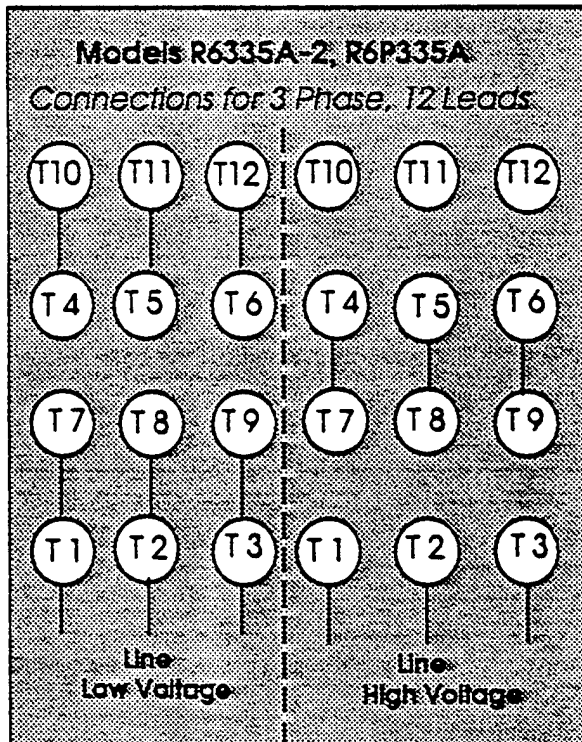 Models R6335A-2, R6P335A
Connections for 3 Phase, 12 Leads
T10 T11 T12 T10 T11 T12
T4 T5 T6 T4 T5 T6
T7 T8 T9 T7 T8 T9
T1 T2 T3 T1 T2 T3
Line Line
Low Voltage High Voltage